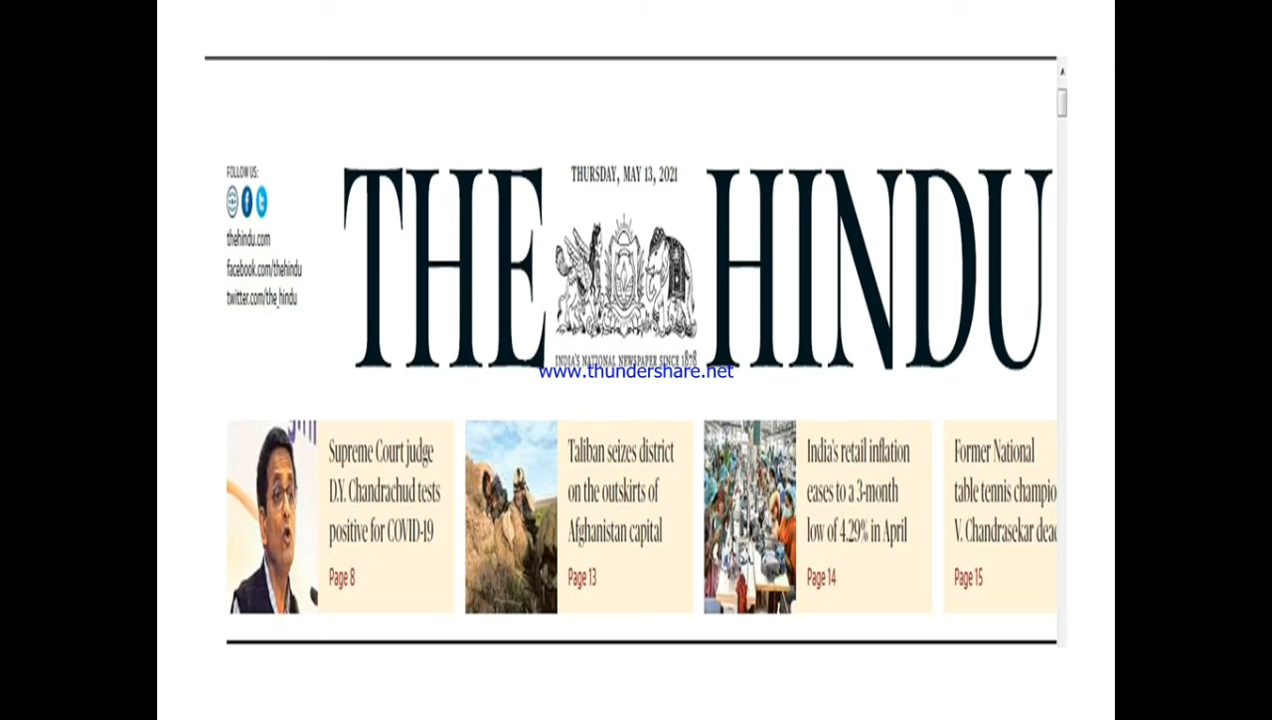 FOLLOW US:
thehindu.com
facebook.com/thehindu
twitter.com/the_hindu
THE HINDU
THURSDAY, MAY 13, 2021
INDIA'S NATIONAL NEWSPAPER SINCE 1878
www.thundershare.net
Supreme Court judge
D.Y. Chandrachud tests
positive for COVID-19
Page 8
Taliban seizes district
on the outskirts of
Afghanistan capital
Page 13
India's retail inflation
eases to a 3-month
low of 4.29% in April
Page 14
Former National
table tennis champio
V. Chandrasekar dead
Page 15